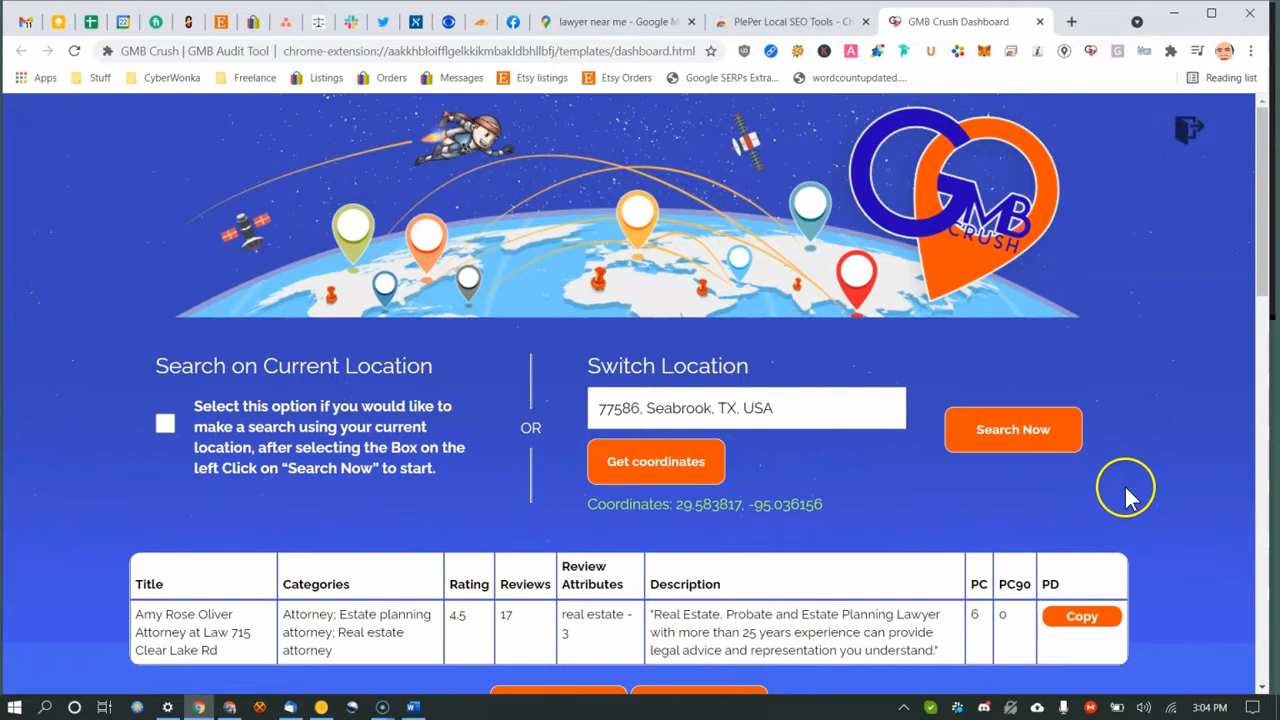 lawyer near me - Google M
PlePer Local SEO Tools - Ch
GMB Crush Dashboard
GMB Crush | GMB Audit Tool
chrome-extension://aakkhbloifflgelkkikmbakldbhllbfj/templates/dashboard.html
Apps
Stuff
CyberWonka
Freelance
Listings
Orders
Messages
Etsy listings
Etsy Orders
Google SERPs Extra...
wordcountupdated....
Reading list
GMB
CRUSH
Search on Current Location
Select this option if you would like to
make a search using your current
location, after selecting the Box on the
left Click on “Search Now” to start.
OR
Switch Location
77586, Seabrook, TX, USA
Get coordinates
Coordinates: 29.583817, -95.036156
Search Now
Title Categories Rating Reviews Review Attributes Description PC PC90 PD
Amy Rose Oliver Attorney; Estate planning 4.5 17 real estate - "Real Estate, Probate and Estate Planning Lawyer 6 0 Copy
Attorney at Law 715 attorney; Real estate 3 with more than 25 years experience can provide
Clear Lake Rd attorney legal advice and representation you understand."
3:04 PM